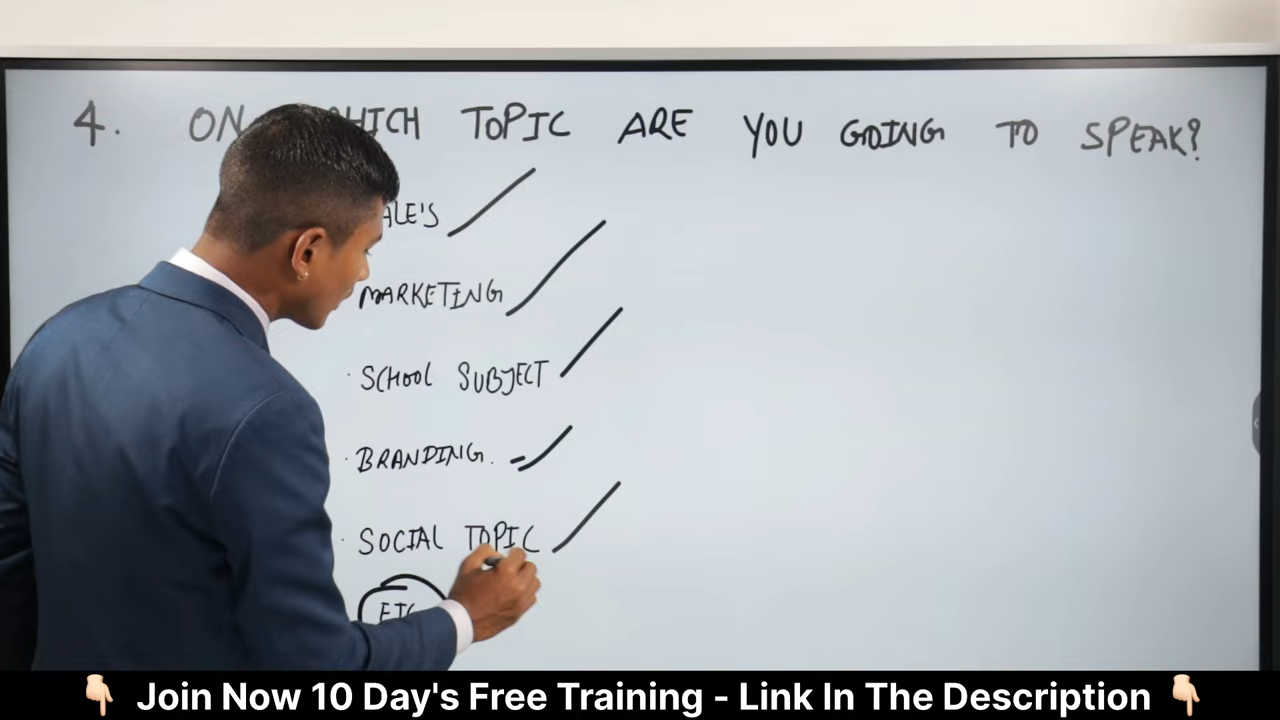 4. ON WHICH TOPIC ARE YOU GOING TO SPEAK?
ALE'S
MARKETING
· SCHOOL SUBJECT
· BRANDING.
· SOCIAL TOPIC
ETC
👇🏻 Join Now 10 Day's Free Training - Link In The Description 👇🏻